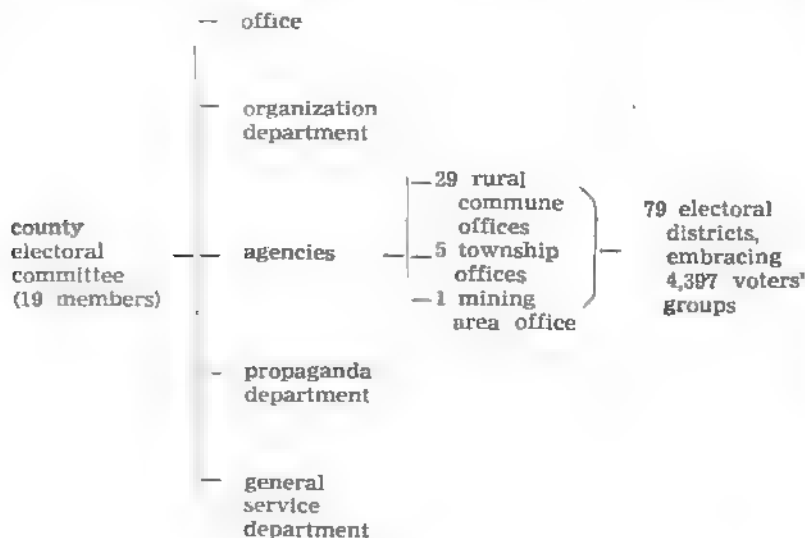 office
organization
department
county
electoral
committee
(19 members)
agencies
29 rural
commune
offices
5 township
offices
1 mining
area office
79 electoral
districts,
embracing
4,397 voters'
groups
propaganda
department
general
service
department